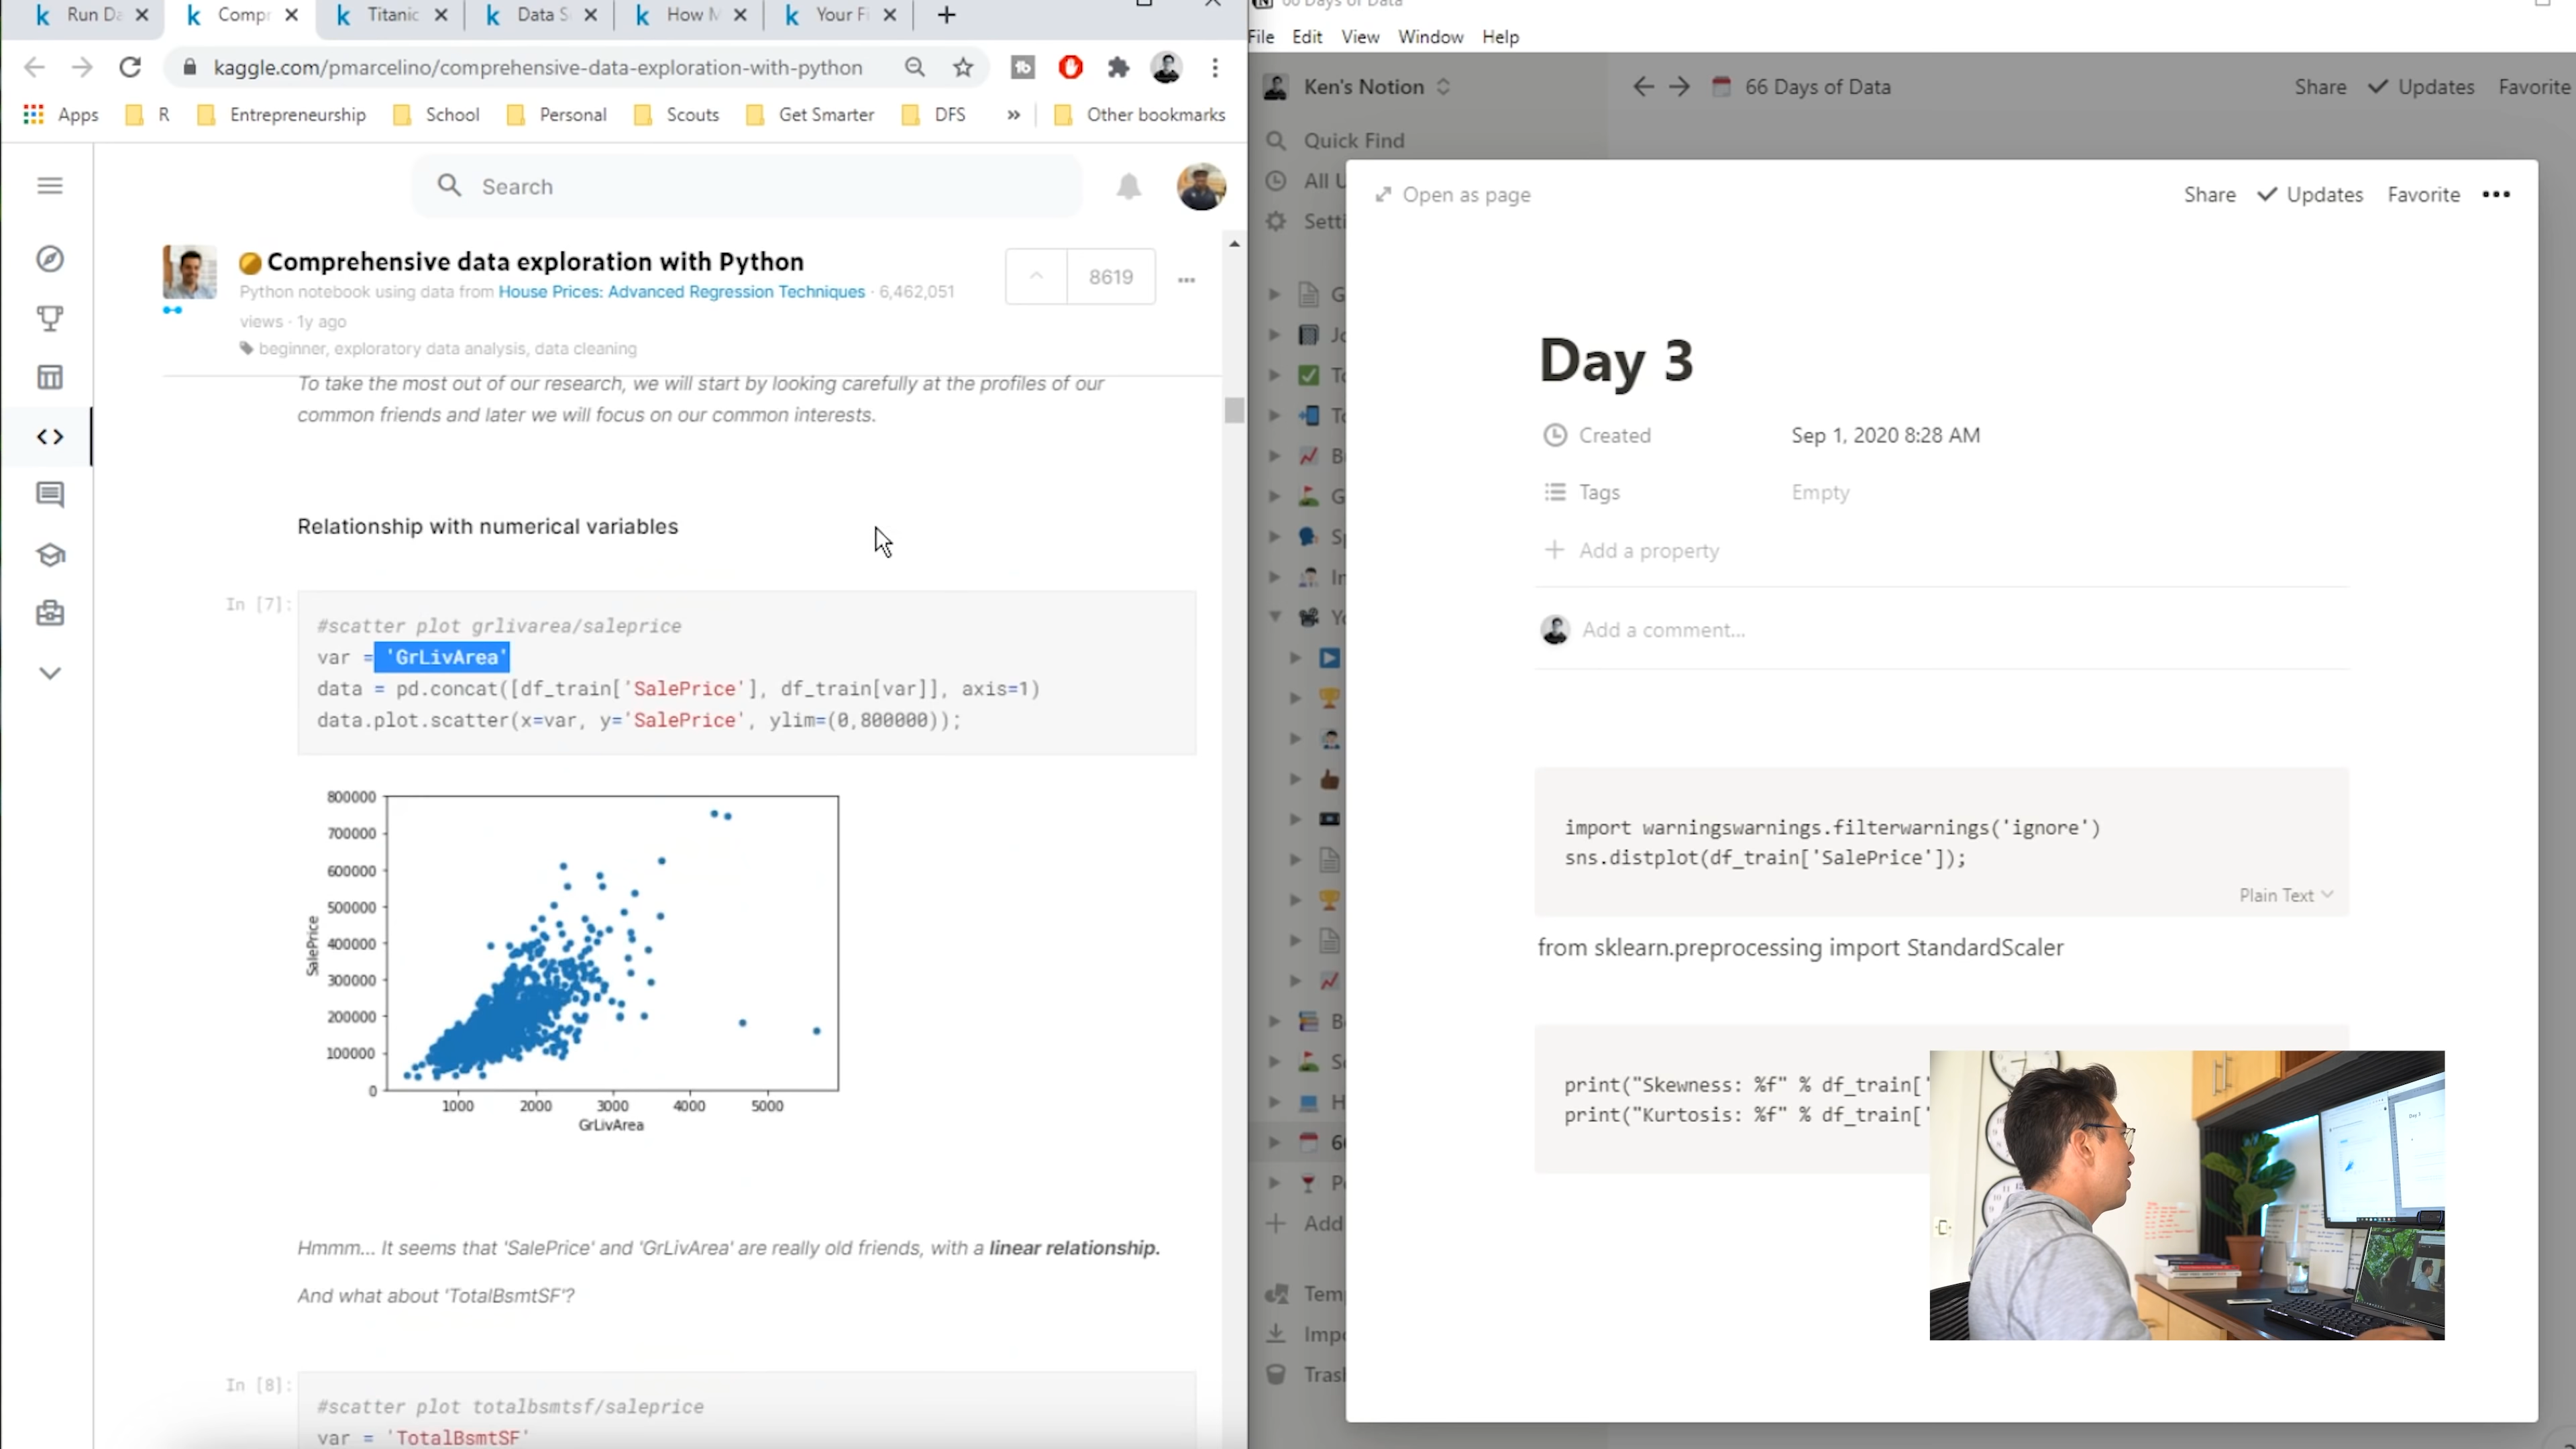 Run Da
Compr
Titanic
Data S
How M
Your Fi
File Edit View Window Help
kaggle.com/pmarcelino/comprehensive-data-exploration-with-python
Apps
R
Entrepreneurship
School
Personal
Scouts
Get Smarter
DFS
»
Other bookmarks
Search
Comprehensive data exploration with Python
Python notebook using data from House Prices: Advanced Regression Techniques · 6,462,051
views · 1y ago
beginner, exploratory data analysis, data cleaning
8619
To take the most out of our research, we will start by looking carefully at the profiles of our
common friends and later we will focus on our common interests.
Relationship with numerical variables
In [7]:
#scatter plot grlivarea/saleprice
var = 'GrLivArea'
data = pd.concat([df_train['SalePrice'], df_train[var]], axis=1)
data.plot.scatter(x=var, y='SalePrice', ylim=(0,800000));
800000
700000
600000
500000
400000
300000
200000
100000
0
SalePrice
1000 2000 3000 4000 5000
GrLivArea
Hmmm... It seems that 'SalePrice' and 'GrLivArea' are really old friends, with a linear relationship.
And what about 'TotalBsmtSF'?
In [8]:
#scatter plot totalbsmtsf/saleprice
var = 'TotalBsmtSF'
Ken's Notion
66 Days of Data
Share
Updates
Favorite
Quick Find
All U
Setti
Add
Temp
Impo
Trash
Open as page
Share
Updates
Favorite
Day 3
Created
Sep 1, 2020 8:28 AM
Tags
Empty
Add a property
Add a comment...
import warningswarnings.filterwarnings('ignore')
sns.distplot(df_train['SalePrice']);
Plain Text
from sklearn.preprocessing import StandardScaler
print("Skewness: %f" % df_train['
print("Kurtosis: %f" % df_train['